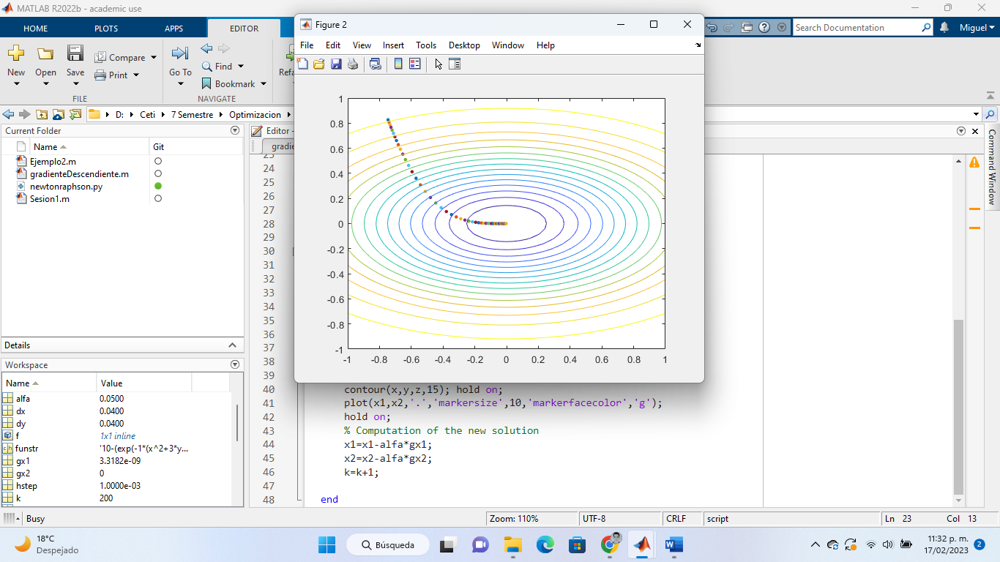 MATLAB R2022b - academic use
HOME PLOTS APPS EDITOR
Search Documentation
Miguel
New Open Save
Compare
Print
FILE
Go To
Find
Bookmark
NAVIGATE
D: Ceti 7 Semestre Optimizacion
Current Folder
Name Git
Ejemplo2.m
gradienteDescendiente.m
newtonraphson.py
Sesion1.m
Details
Workspace
Name Value
alfa 0.0500
dx 0.0400
dy 0.0400
f 1x1 inline
funstr '10-(exp(-1*(x^2+3*y...
gx1 3.3182e-09
gx2 0
hstep 1.0000e-03
k 200
Busy
Figure 2
File Edit View Insert Tools Desktop Window Help
1
0.8
0.6
0.4
0.2
0
-0.2
-0.4
-0.6
-0.8
-1
-1 -0.8 -0.6 -0.4 -0.2 0 0.2 0.4 0.6 0.8 1
Editor -
24
25
26
27
28
29
30
31
32
33
34
35
36
37
38
39
40 contour(x,y,z,15); hold on;
41 plot(x1,x2,'.','markersize',10,'markerfacecolor','g');
42 hold on;
43 % Computation of the new solution
44 x1=x1-alfa*gx1;
45 x2=x2-alfa*gx2;
46 k=k+1;
47
48 end
Command Window
Zoom: 110% UTF-8 CRLF script Ln 23 Col 13
18°C
Despejado
Búsqueda
11:32 p. m.
17/02/2023
2